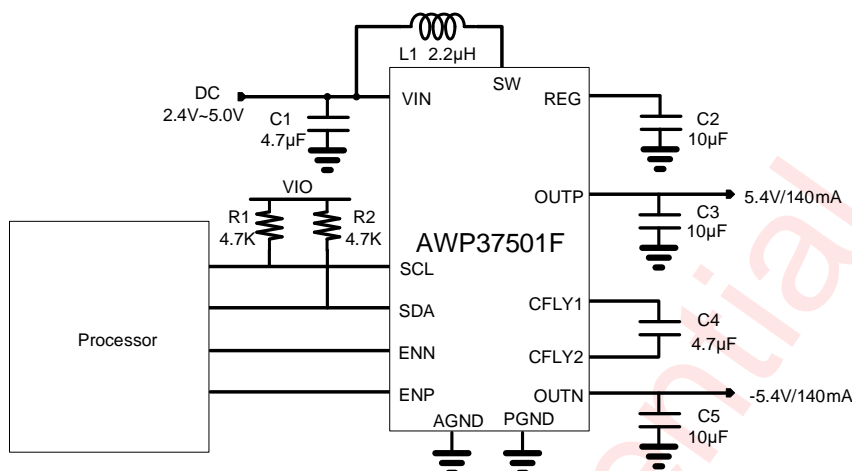 L1 2.2μH
DC
2.4V~5.0V
C1
4.7μF
VIN
SW
REG
C2
10μF
VIO
R1
4.7K
R2
4.7K
OUTP
5.4V/140mA
C3
10μF
AWP37501F
SCL
SDA
ENN
ENP
Processor
CFLY1
C4
4.7μF
CFLY2
OUTN
-5.4V/140mA
C5
10μF
AGND
PGND